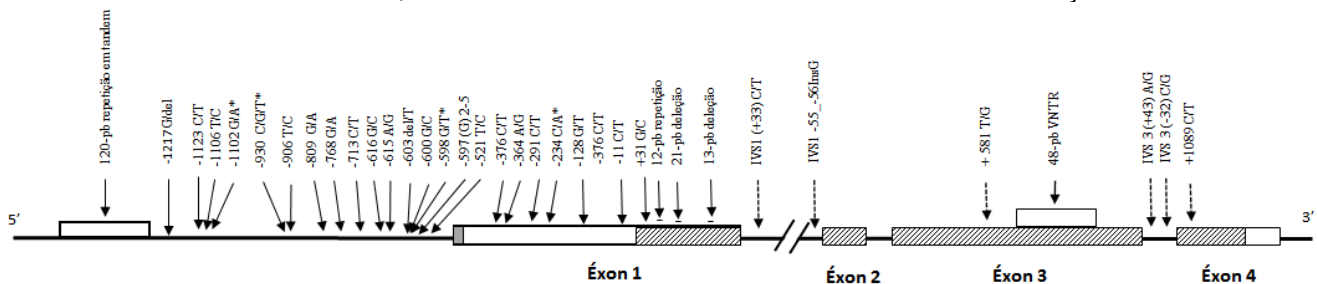 120-pb repetição em tandem
-1217 G/del
-1123 C/T
-1106 T/C
-1102 G/A*
-930 C/G/T*
-906 T/C
-809 G/A
-768 G/A
-713 C/T
-616 G/C
-615 A/G
-603 del/T
-600 G/C
-598 G/T*
-597 (G) 2-5
-521 T/C
-376 C/T
-364 A/G
-291 C/T
-234 C/A*
-128 G/T
-376 C/T
-11 C/T
+31 G/C
12-pb repetição
21-pb deleção
13-pb deleção
IVS1 (+33) C/T
IVS1 -55_-56InsG
+ 581 T/G
48-pb VNTR
IVS 3 (+43) A/G
IVS 3 (-32) C/G
+1089 C/T
5’
3’
Éxon 1
Éxon 2
Éxon 3
Éxon 4